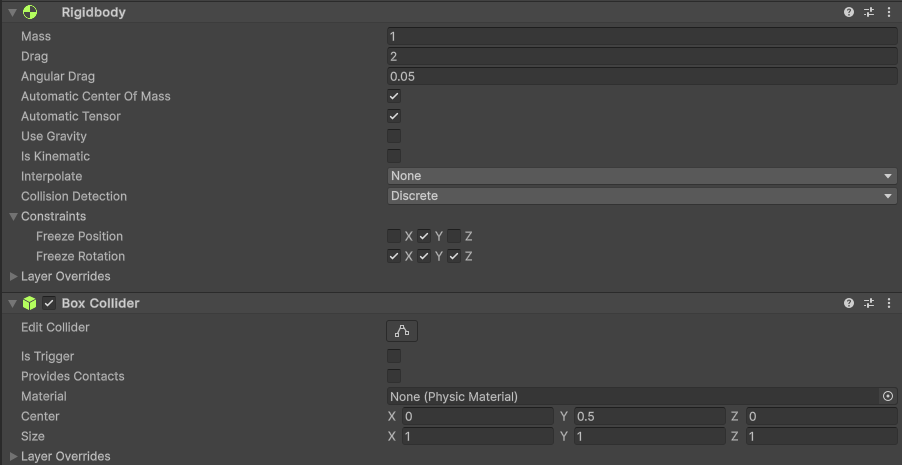 Rigidbody
Mass 1
Drag 2
Angular Drag 0.05
Automatic Center Of Mass
Automatic Tensor
Use Gravity
Is Kinematic
Interpolate None
Collision Detection Discrete
Constraints
Freeze Position X Y Z
Freeze Rotation X Y Z
Layer Overrides
Box Collider
Edit Collider
Is Trigger
Provides Contacts
Material None (Physic Material)
Center X 0 Y 0.5 Z 0
Size X 1 Y 1 Z 1
Layer Overrides